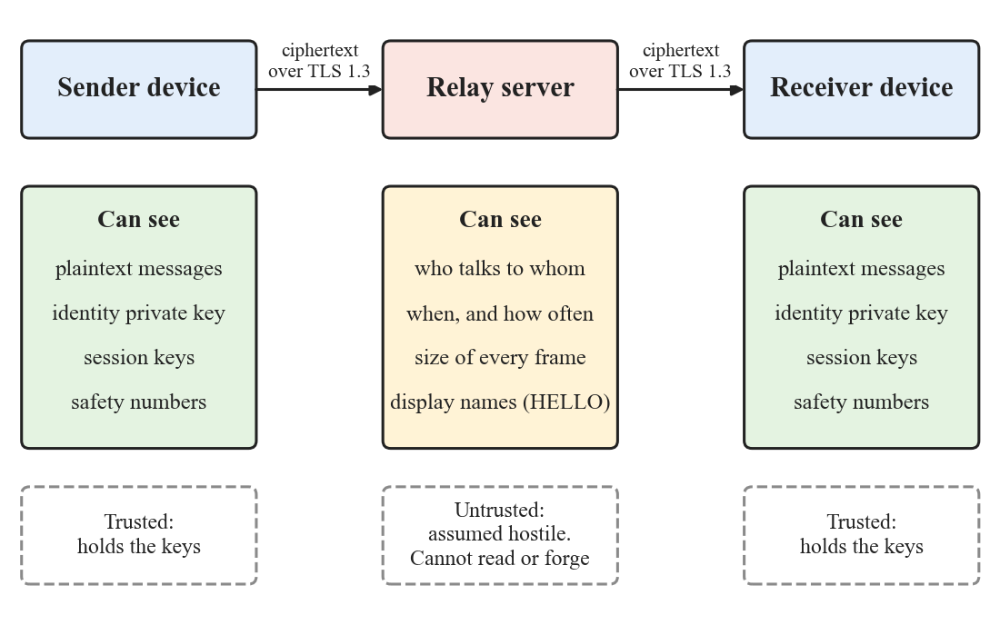 ciphertext
over TLS 1.3
ciphertext
over TLS 1.3
Sender device
Relay server
Receiver device
Can see
plaintext messages
identity private key
session keys
safety numbers
Can see
who talks to whom
when, and how often
size of every frame
display names (HELLO)
Can see
plaintext messages
identity private key
session keys
safety numbers
Trusted:
holds the keys
Untrusted:
assumed hostile.
Cannot read or forge
Trusted:
holds the keys